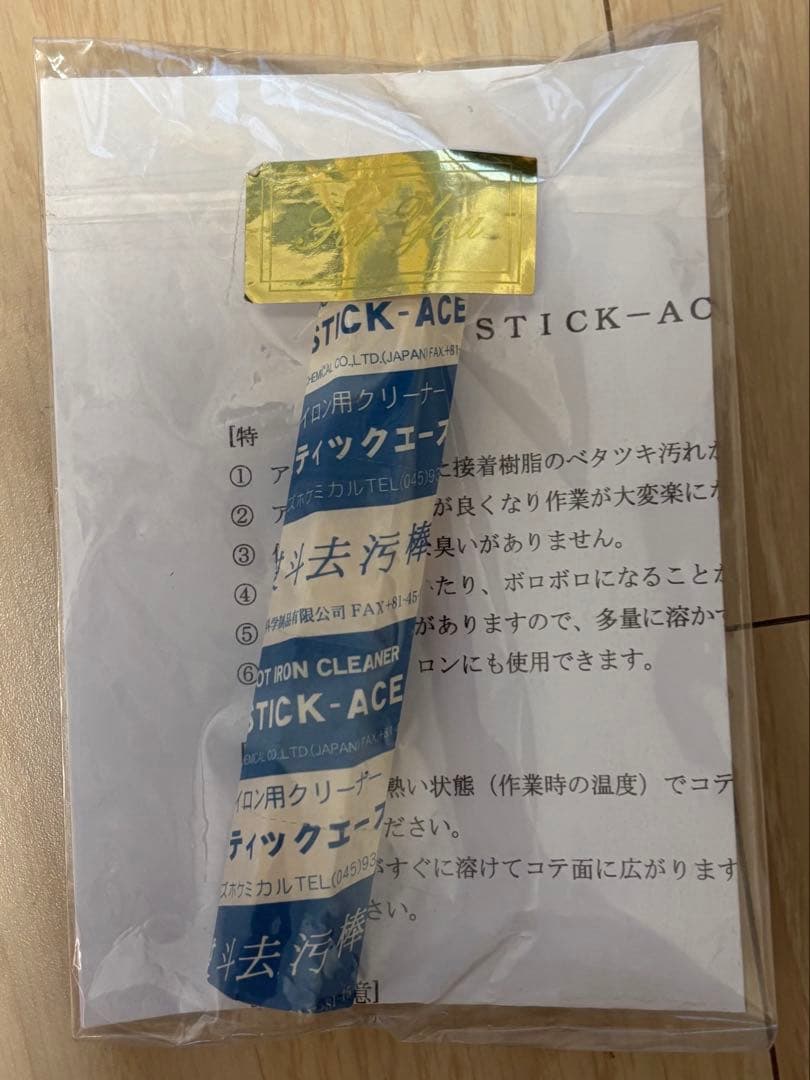 For You
STICK-ACE
CHEMICAL CO.,LTD.(JAPAN) FAX.+81-
イロン用クリーナー
ティックエース
ズホケミカル TEL.(045)93
斗去污棒
科学制品有限公司 FAX+81-45-
OT IRON CLEANER
STICK-ACE
HEMICAL CO.,LTD.(JAPAN) FAX.+81-
イロン用クリーナー
ティックエース
ズホケミカル TEL.(045)93
斗去污棒
STICK-AC
[特
① ア に接着樹脂のベタツキ汚れが
② ア が良くなり作業が大変楽にな
③ 臭いがありません。
④ いたり、ボロボロになることか
⑤ がありますので、多量に溶かて
⑥ ロンにも使用できます。
熱い状態（作業時の温度）でコテ
ださい。
がすぐに溶けてコテ面に広がります
さい。
意]